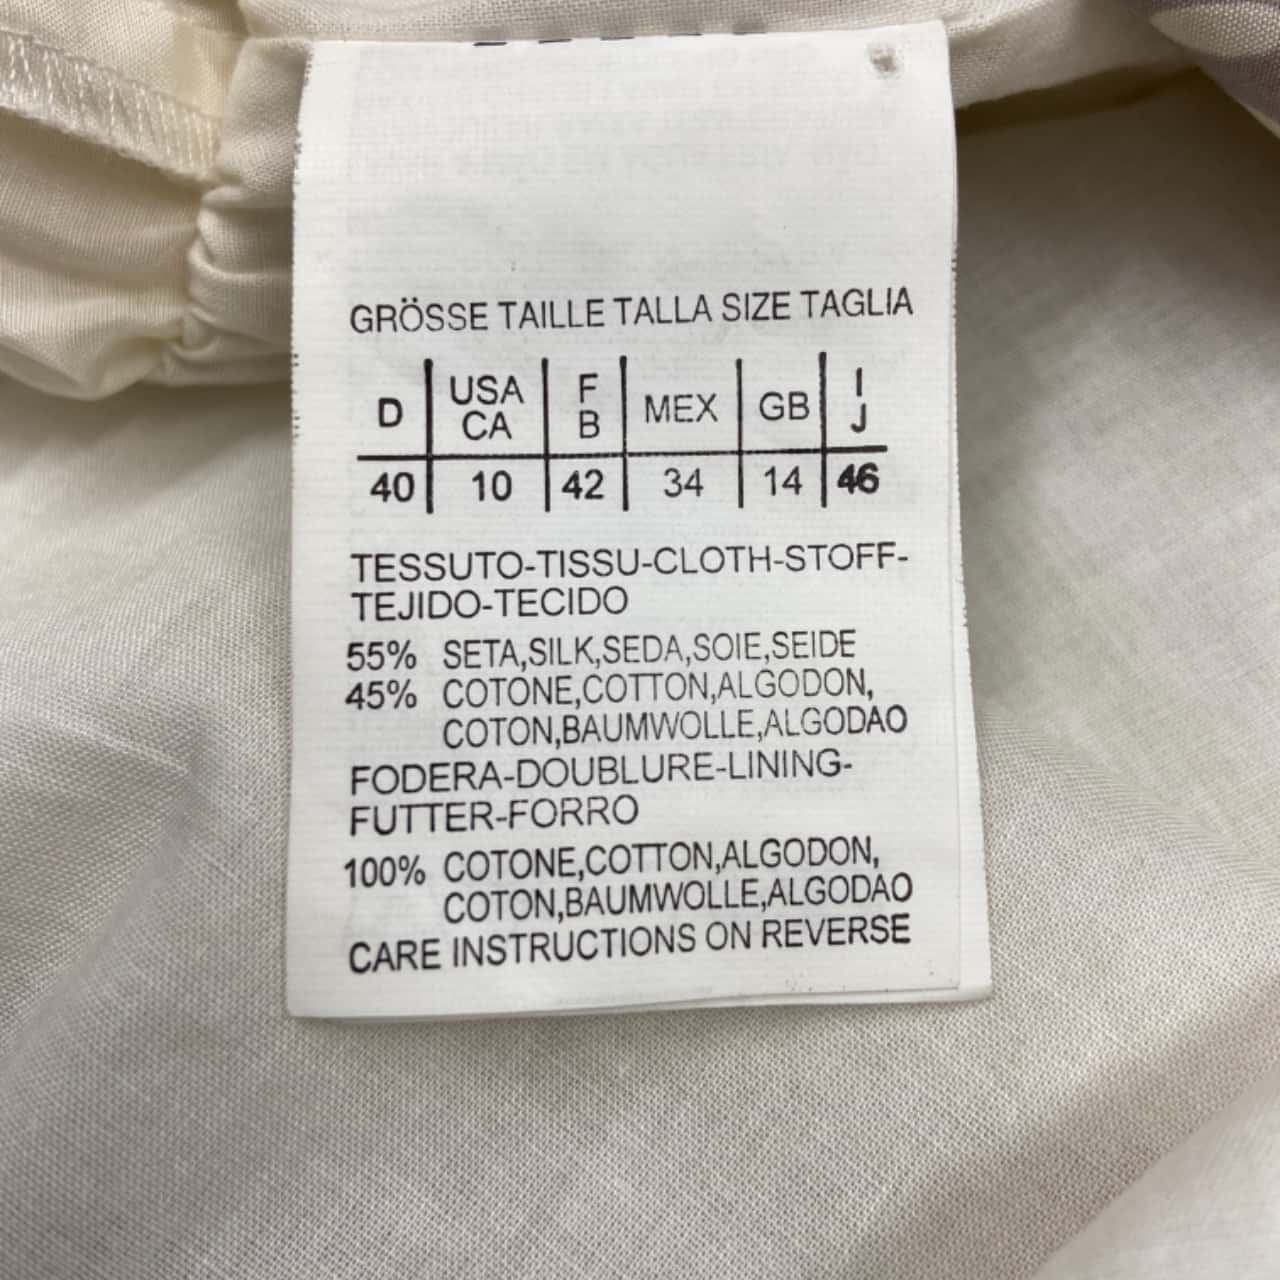 GRÖSSE TAILLE TALLA SIZE TAGLIA
D USA CA F B MEX GB I J
40 10 42 34 14 46
TESSUTO-TISSU-CLOTH-STOFF-
TEJIDO-TECIDO
55% SETA,SILK,SEDA,SOIE,SEIDE
45% COTONE,COTTON,ALGODON,
COTON,BAUMWOLLE,ALGODAO
FODERA-DOUBLURE-LINING-
FUTTER-FORRO
100% COTONE,COTTON,ALGODON,
COTON,BAUMWOLLE,ALGODAO
CARE INSTRUCTIONS ON REVERSE